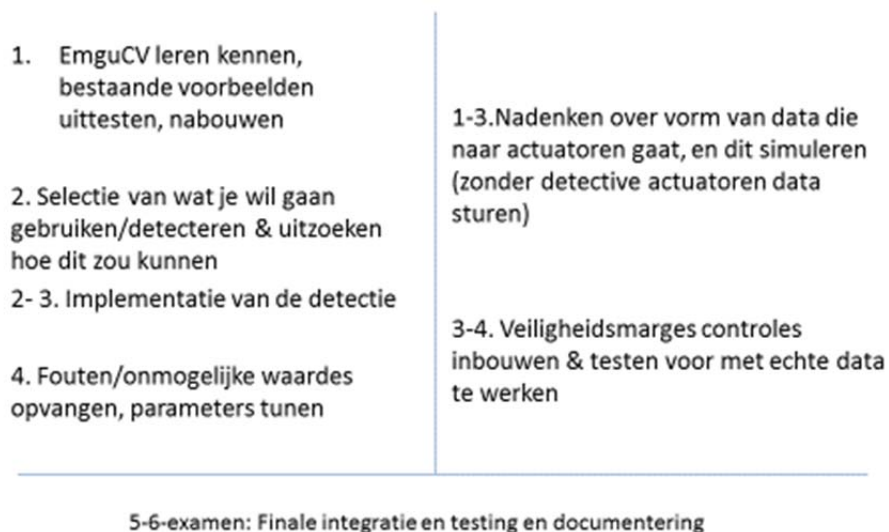 1. EmguCV leren kennen,
bestaande voorbeelden
uittesten, nabouwen
2. Selectie van wat je wil gaan
gebruiken/detecteren & uitzoeken
hoe dit zou kunnen
2- 3. Implementatie van de detectie
4. Fouten/onmogelijke waardes
opvangen, parameters tunen
1-3.Nadenken over vorm van data die
naar actuatoren gaat, en dit simuleren
(zonder detective actuatoren data
sturen)
3-4. Veiligheidsmarges controles
inbouwen & testen voor met echte data
te werken
5-6-examen: Finale integratie en testing en documentering